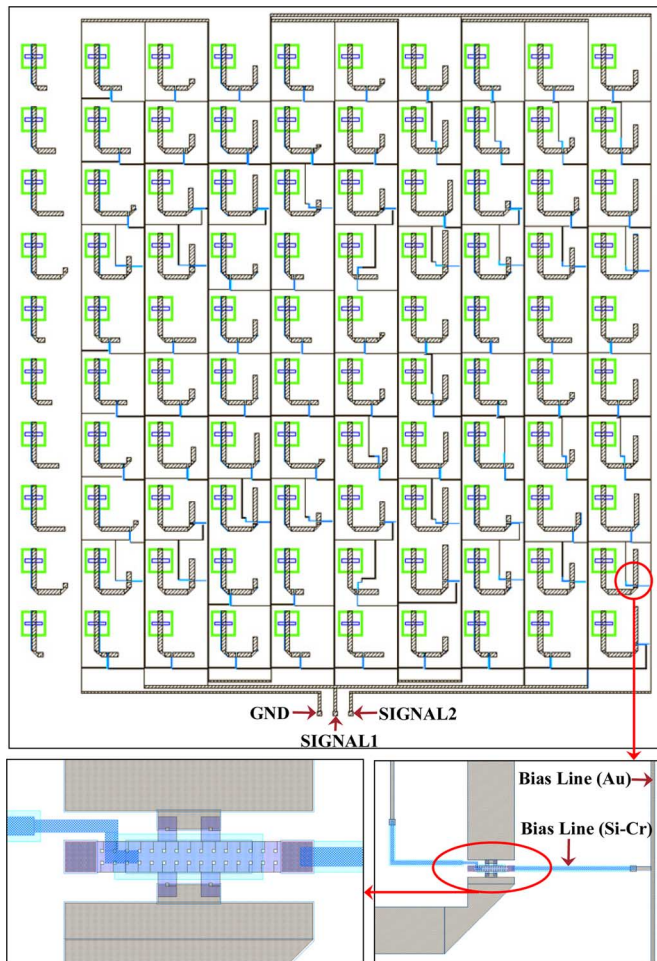 GND
SIGNAL2
SIGNAL1
Bias Line (Au)
Bias Line (Si-Cr)